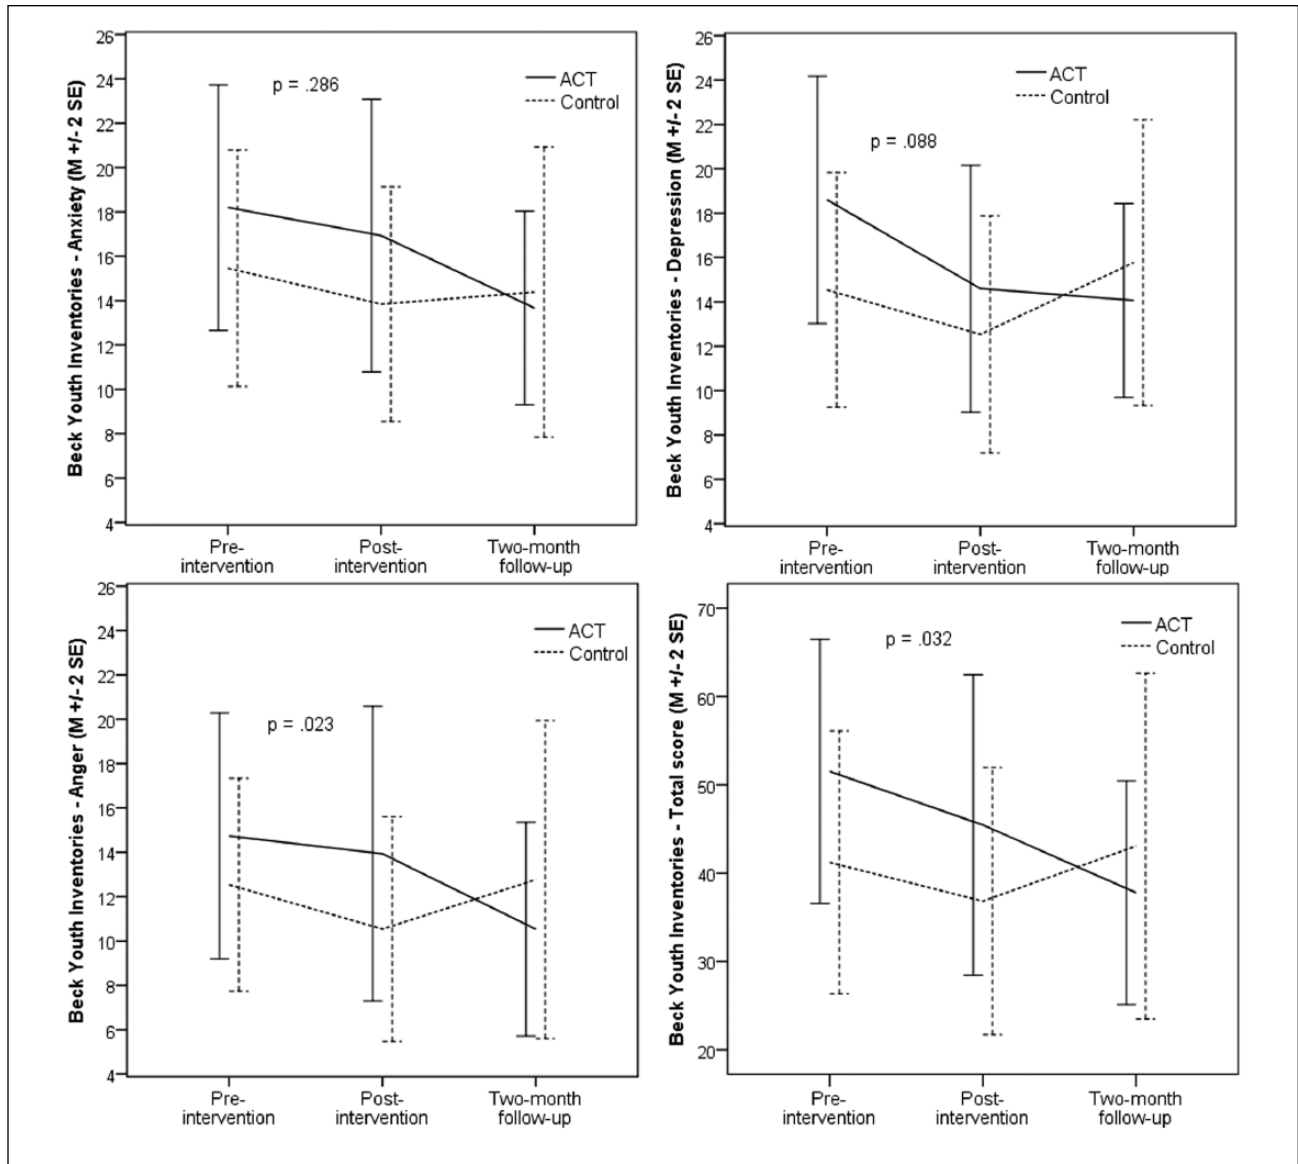 Beck Youth Inventories - Anxiety (M +/- 2 SE)
26
24
22
20
18
16
14
12
10
8
6
4
p = .286
ACT
Control
Pre-
intervention
Post-
intervention
Two-month
follow-up
Beck Youth Inventories - Depression (M +/- 2 SE)
26
24
22
20
18
16
14
12
10
8
6
4
p = .088
ACT
Control
Pre-
intervention
Post-
intervention
Two-month
follow-up
Beck Youth Inventories - Anger (M +/- 2 SE)
26
24
22
20
18
16
14
12
10
8
6
4
p = .023
ACT
Control
Pre-
intervention
Post-
intervention
Two-month
follow-up
Beck Youth Inventories - Total score (M +/- 2 SE)
70
60
50
40
30
20
p = .032
ACT
Control
Pre-
intervention
Post-
intervention
Two-month
follow-up